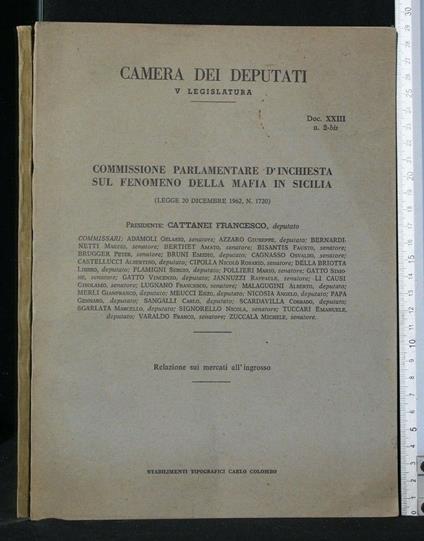 CAMERA DEI DEPUTATI
V LEGISLATURA
Doc. XXIII
n. 2-bis
COMMISSIONE PARLAMENTARE D'INCHIESTA
SUL FENOMENO DELLA MAFIA IN SICILIA
(LEGGE 20 DICEMBRE 1962, N. 1720)
PRESIDENTE: CATTANEI FRANCESCO, deputato
COMMISSARI: ADAMOLI GELASIO, senatore; AZZARO GIUSEPPE, deputato; BERNARDI-
NETTI MARZIO, senatore; BERTHET AMATO, senatore; BISANTIS FAUSTO, senatore;
BRUGGER PETER, senatore; BRUNI EMIDIO, deputato; CAGNASSO OSVALDO, senatore;
CASTELLUCCI ALBERTINO, deputato; CIPOLLA NICOLÒ ROSARIO, senatore; DELLA BRIOTTA
LIBERO, deputato; FLAMIGNI SERGIO, deputato; FOLLIERI MARIO, senatore; GATTO SIMO-
NE, senatore; GATTO VINCENZO, deputato; JANNUZZI RAFFAELE, senatore; LI CAUSI
GIROLAMO, senatore; LUGNANO FRANCESCO, senatore; MALAGUGINI ALBERTO, deputato;
MERLI GIANFRANCO, deputato; MEUCCI ENZO, deputato; NICOSIA ANGELO, deputato; PAPA
GENNARO, deputato; SANGALLI CARLO, deputato; SCARDAVILLA CORRADO, deputato;
SGARLATA MARCELLO, deputato; SIGNORELLO NICOLA, senatore; TUCCARI EMANUELE,
deputato; VARALDO FRANCO, senatore; ZUCCALÀ MICHELE, senatore.
Relazione sui mercati all'ingrosso
STABILIMENTI TIPOGRAFICI CARLO COLOMBO